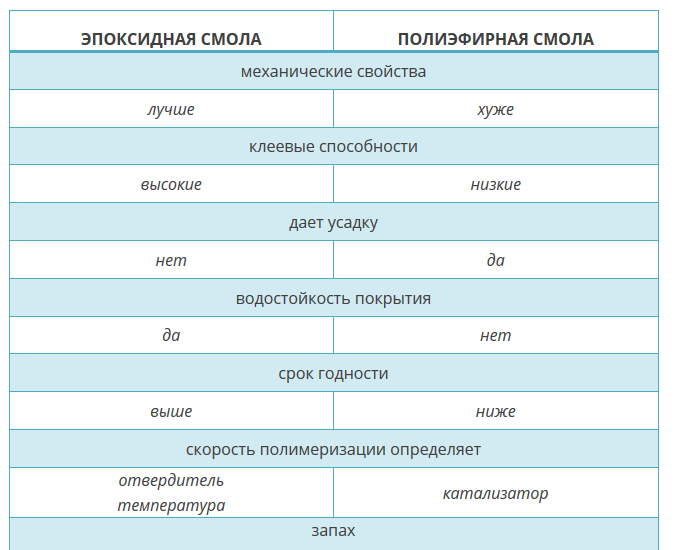 ЭПОКСИДНАЯ СМОЛА ПОЛИЭФИРНАЯ СМОЛА
механические свойства
лучше хуже
клеевые способности
высокие низкие
дает усадку
нет да
водостойкость покрытия
да нет
срок годности
выше ниже
скорость полимеризации определяет
отвердитель
температура
катализатор
запах